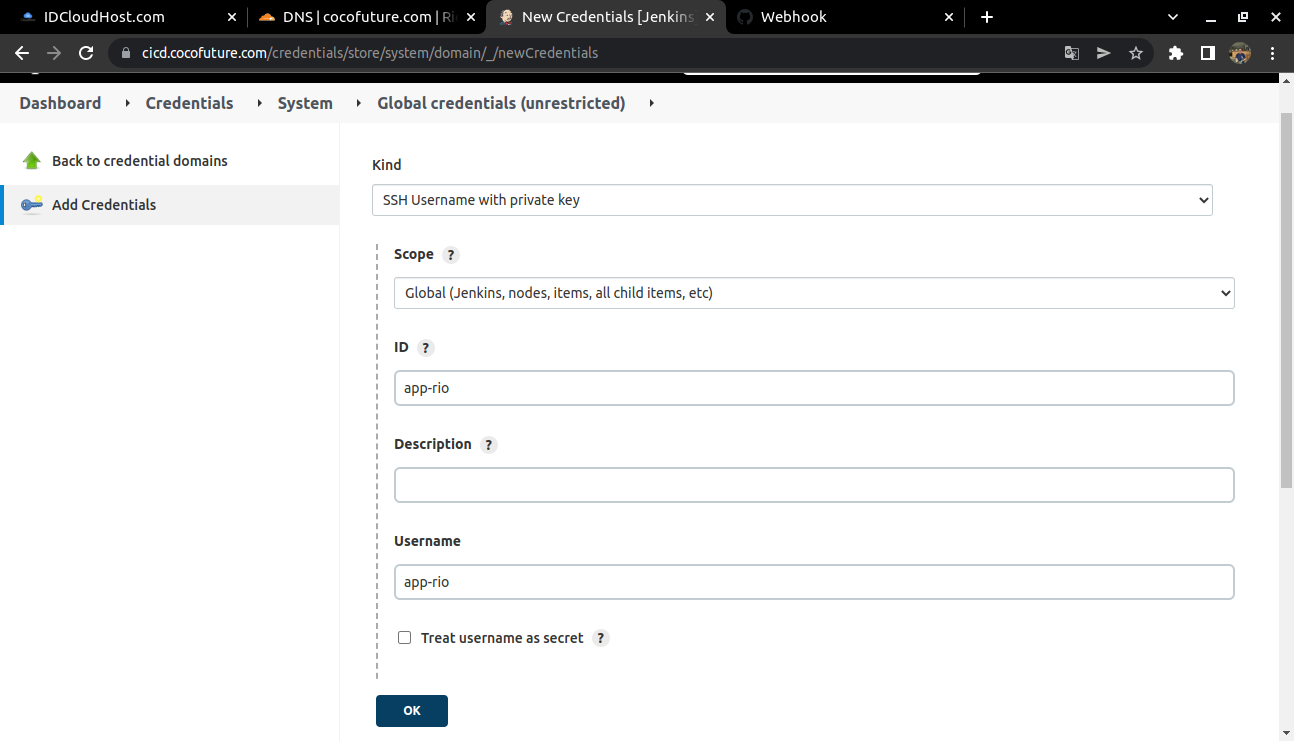 IDCloudHost.com
DNS | cocofuture.com | Ri
New Credentials [Jenkins
Webhook
cicd.cocofuture.com/credentials/store/system/domain/_/newCredentials
Dashboard Credentials System Global credentials (unrestricted)
Back to credential domains
Add Credentials
Kind
SSH Username with private key
Scope ?
Global (Jenkins, nodes, items, all child items, etc)
ID ?
app-rio
Description ?
Username
app-rio
Treat username as secret ?
OK